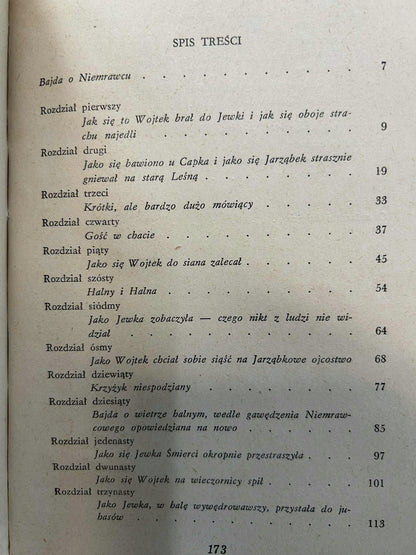 SPIS TREŚCI
Bajda o Niemrawcu . . . . . . . . . . 7
Rozdział pierwszy
Jak się to Wojtek brał do Jewki i jak się oboje stra-
chu najedli . . . . . . . . . 9
Rozdział drugi
Jako się bawiono u Capka i jako się Jarząbek strasznie
gniewał na starą Leśną . . . . . . . 19
Rozdział trzeci
Krótki, ale bardzo dużo mówiący . . . . . 33
Rozdział czwarty
Gość w chacie . . . . . . . . . 37
Rozdział piąty
Jako się Wojtek do siana zalecał . . . . . 45
Rozdział szósty
Halny i Halna . . . . . . . . . 54
Rozdział siódmy
Jako Jewka zobaczyła — czego nikt z ludzi nie wi-
dział . . . . . . . . . . 64
Rozdział ósmy
Jako Wojtek chciał sobie siąść na Jarząbkowe ojcostwo 68
Rozdział dziewiąty
Krzyżyk niespodziany . . . . . . . 77
Rozdział dziesiąty
Bajda o wietrze halnym, wedle gawędzenia Niemraw-
cowego opowiedziana na nowo . . . . . 85
Rozdział jedenasty
Jako się Jewka Śmierci okropnie przestraszyła . . 97
Rozdział dwunasty
Jako się Wojtek na wieczornicy spił . . . . 101
Rozdział trzynasty
Jako Jewka, w balę wywędrowawszy, przystała do ju-
hasów . . . . . . . . . . 113
173